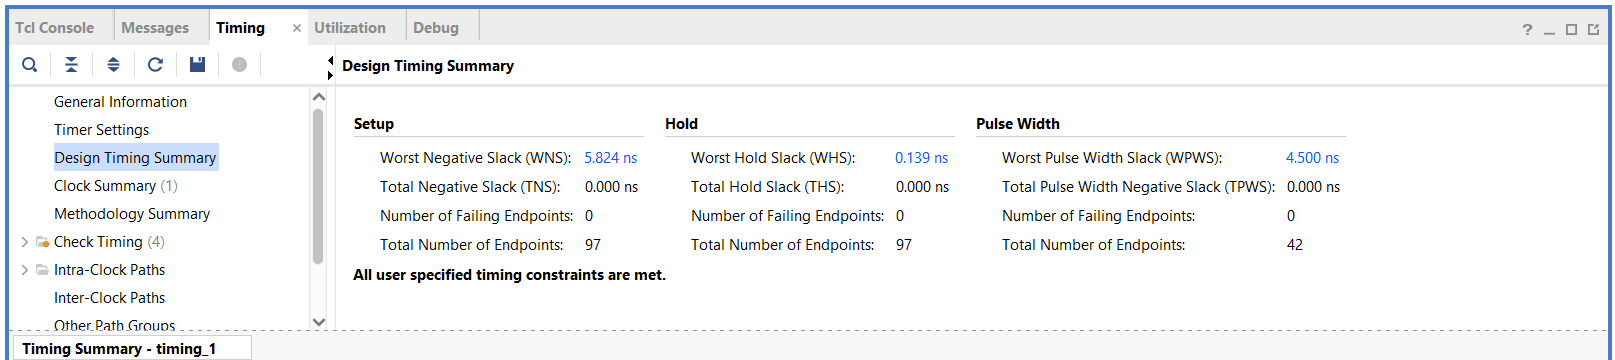 Tcl Console Messages Timing × Utilization Debug ?
Design Timing Summary
General Information
Timer Settings
Design Timing Summary
Clock Summary (1)
Methodology Summary
Check Timing (4)
Intra-Clock Paths
Inter-Clock Paths
Other Path Groups
Setup Hold Pulse Width
Worst Negative Slack (WNS): 5.824 ns Worst Hold Slack (WHS): 0.139 ns Worst Pulse Width Slack (WPWS): 4.500 ns
Total Negative Slack (TNS): 0.000 ns Total Hold Slack (THS): 0.000 ns Total Pulse Width Negative Slack (TPWS): 0.000 ns
Number of Failing Endpoints: 0 Number of Failing Endpoints: 0 Number of Failing Endpoints: 0
Total Number of Endpoints: 97 Total Number of Endpoints: 97 Total Number of Endpoints: 42
All user specified timing constraints are met.
Timing Summary - timing_1